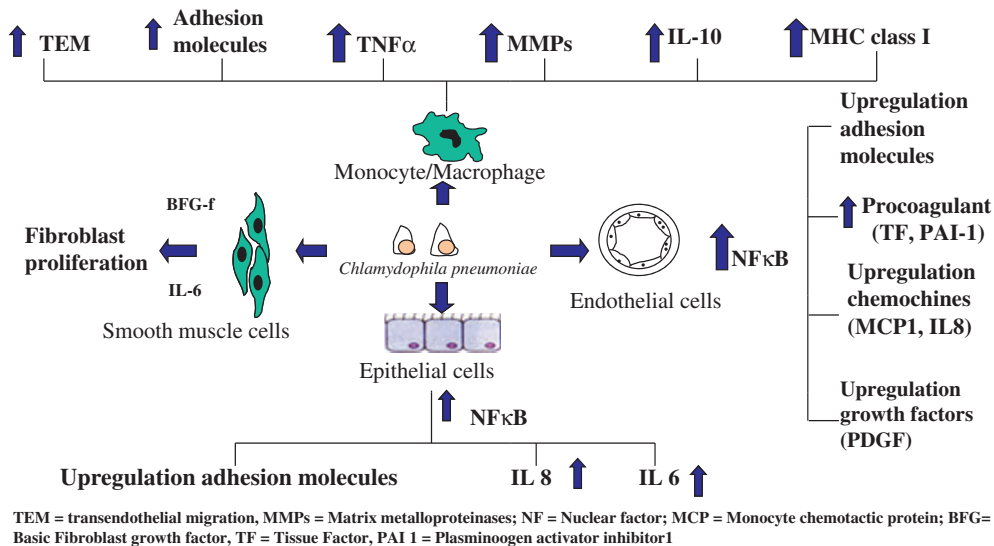 TEM
Adhesion
molecules
TNFα
MMPs
IL-10
MHC class I
Monocyte/Macrophage
Upregulation
adhesion
molecules
Procoagulant
(TF, PAI-1)
Upregulation
chemochines
(MCP1, IL8)
Upregulation
growth factors
(PDGF)
BFG-f
IL-6
Fibroblast
proliferation
Smooth muscle cells
Chlamydophila pneumoniae
Endothelial cells
NFκB
Epithelial cells
NFκB
Upregulation adhesion molecules
IL 8
IL 6
TEM = transendothelial migration, MMPs = Matrix metalloproteinases; NF = Nuclear factor; MCP = Monocyte chemotactic protein; BFG=
Basic Fibroblast growth factor, TF = Tissue Factor, PAI 1 = Plasminoogen activator inhibitor1